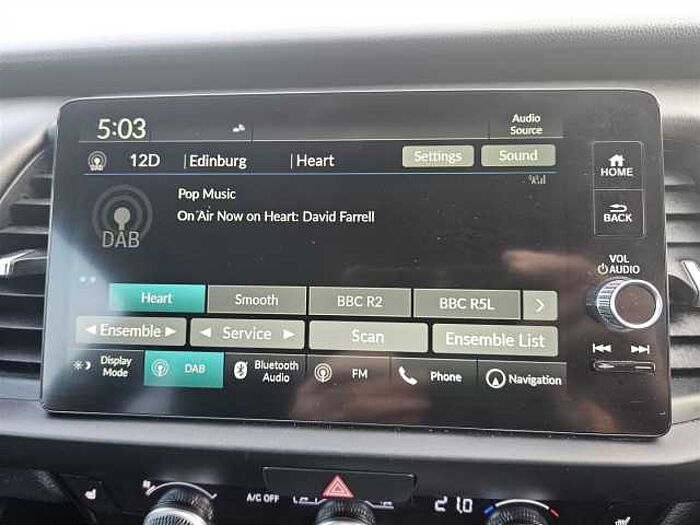 5:03
Audio
Source
12D Edinburg Heart Settings Sound
HOME
Pop Music
On Air Now on Heart: David Farrell
BACK
DAB
VOL
AUDIO
Heart Smooth BBC R2 BBC R5L
Ensemble Service Scan Ensemble List
Display
Mode
DAB
Bluetooth
Audio
FM
Phone
Navigation
A/C OFF
21.0